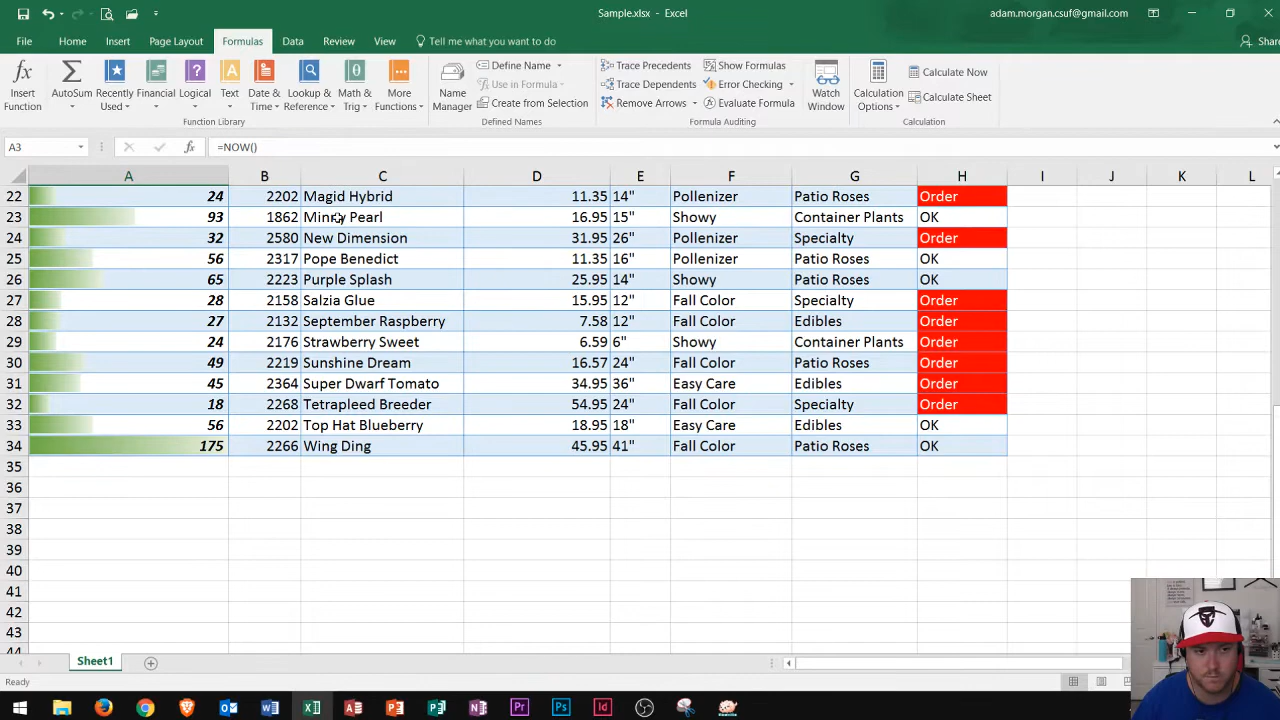 Sample.xlsx - Excel
adam.morgan.csuf@gmail.com
File Home Insert Page Layout Formulas Data Review View Tell me what you want to do Share
Insert Function
AutoSum
Recently Used
Financial
Logical
Text
Date & Time
Lookup & Reference
Math & Trig
More Functions
Function Library
Name Manager
Define Name
Use in Formula
Create from Selection
Defined Names
Trace Precedents
Trace Dependents
Remove Arrows
Show Formulas
Error Checking
Evaluate Formula
Formula Auditing
Watch Window
Calculation Options
Calculate Now
Calculate Sheet
Calculation
A3 fx =NOW()
A B C D E F G H I J K L
22 24 2202 Magid Hybrid 11.35 14" Pollenizer Patio Roses Order
23 93 1862 Minry Pearl 16.95 15" Showy Container Plants OK
24 32 2580 New Dimension 31.95 26" Pollenizer Specialty Order
25 56 2317 Pope Benedict 11.35 16" Pollenizer Patio Roses OK
26 65 2223 Purple Splash 25.95 14" Showy Patio Roses OK
27 28 2158 Salzia Glue 15.95 12" Fall Color Specialty Order
28 27 2132 September Raspberry 7.58 12" Fall Color Edibles Order
29 24 2176 Strawberry Sweet 6.59 6" Showy Container Plants Order
30 49 2219 Sunshine Dream 16.57 24" Fall Color Patio Roses Order
31 45 2364 Super Dwarf Tomato 34.95 36" Easy Care Edibles Order
32 18 2268 Tetrapleed Breeder 54.95 24" Fall Color Specialty Order
33 56 2202 Top Hat Blueberry 18.95 18" Easy Care Edibles OK
34 175 2266 Wing Ding 45.95 41" Fall Color Patio Roses OK
35
36
37
38
39
40
41
42
43
44
Sheet1
Ready